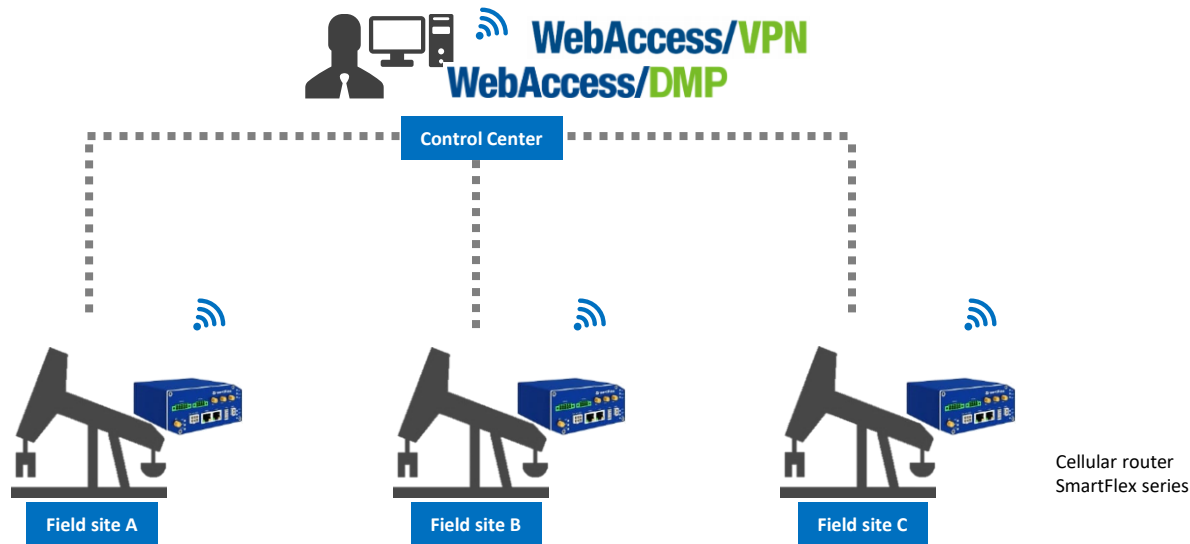 WebAccess/VPN
WebAccess/DMP
Control Center
Field site A
Field site B
Field site C
Cellular router
SmartFlex series